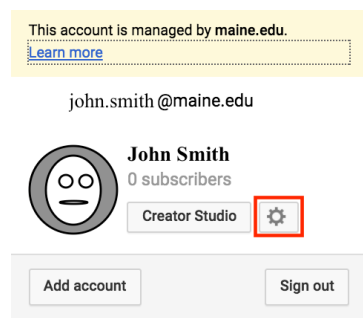 This account is managed by maine.edu.
Learn more
john.smith @maine.edu
John Smith
0 subscribers
Creator Studio
Add account
Sign out